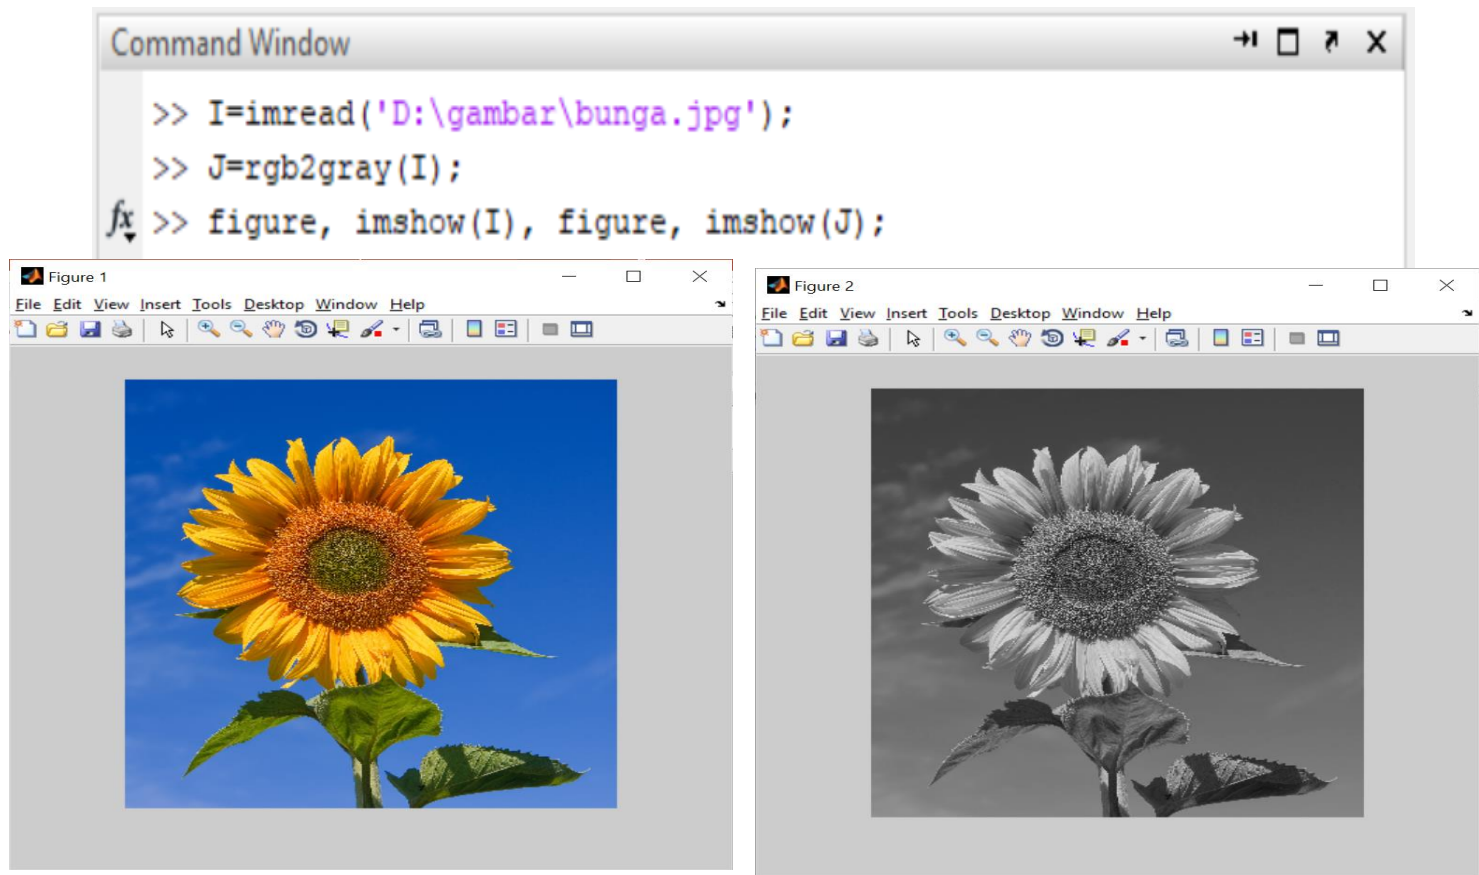 Command Window
>> I=imread('D:\gambar\bunga.jpg');
>> J=rgb2gray(I);
fx >> figure, imshow(I), figure, imshow(J);
Figure 1
File Edit View Insert Tools Desktop Window Help
Figure 2
File Edit View Insert Tools Desktop Window Help